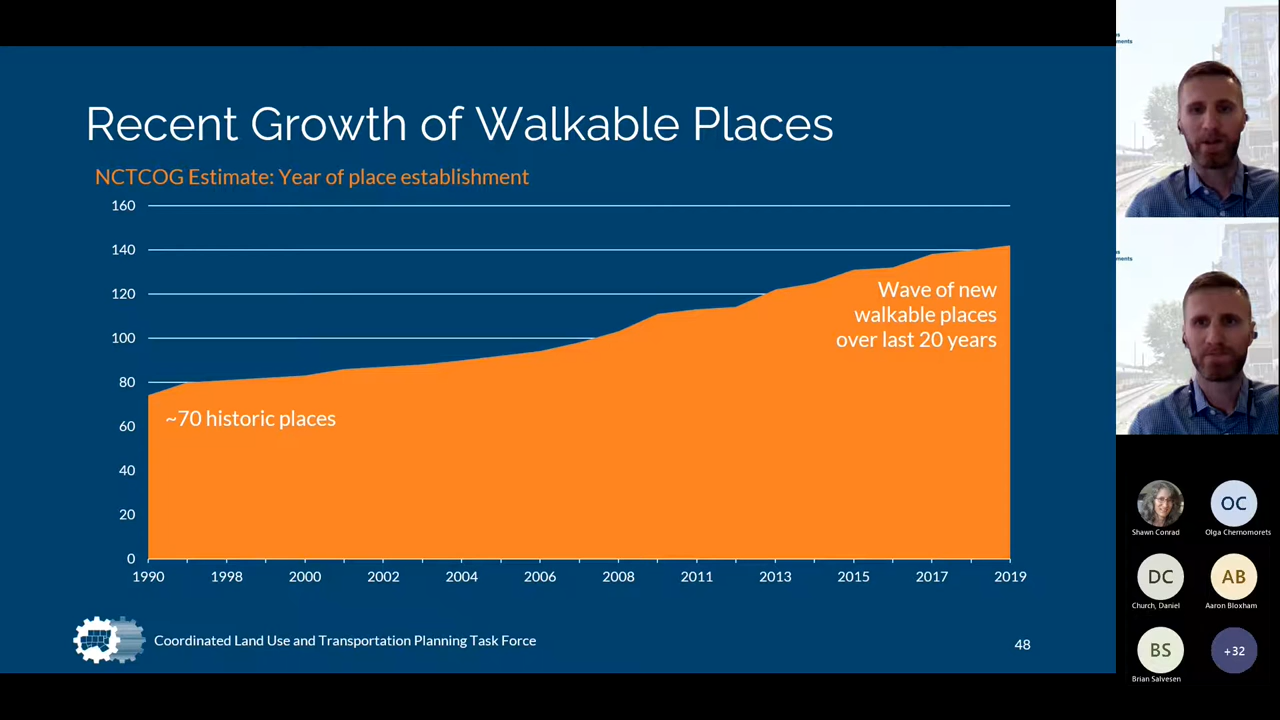 Recent Growth of Walkable Places
NCTCOG Estimate: Year of place establishment
160
140
120
100
80
60
40
20
0
~70 historic places
Wave of new
walkable places
over last 20 years
1990 1998 2000 2002 2004 2006 2008 2011 2013 2015 2017 2019
Coordinated Land Use and Transportation Planning Task Force
48
OC
Shawn Conrad
Olga Chernomorets
DC
AB
Church, Daniel
Aaron Bloxham
BS
+32
Brian Salvesen